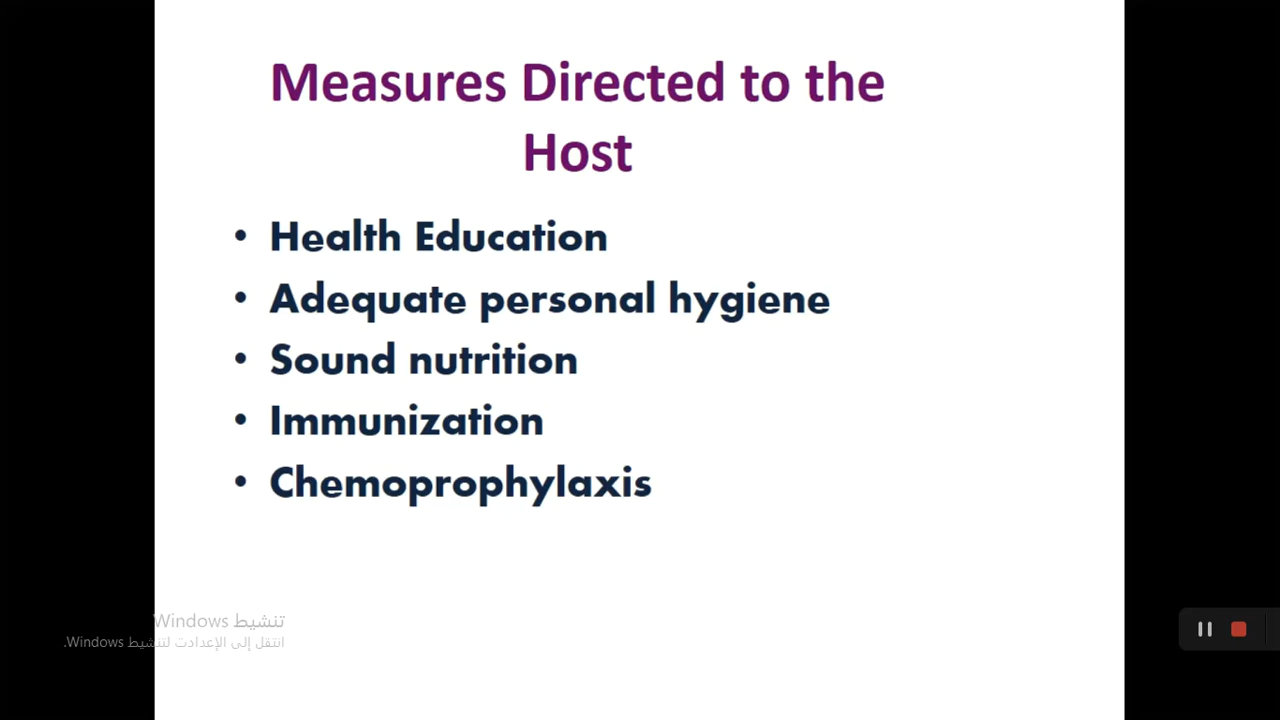 Measures Directed to the
Host
• Health Education
• Adequate personal hygiene
• Sound nutrition
• Immunization
• Chemoprophylaxis
تنشيط Windows
انتقل إلى الإعدادت لتنشيط Windows.